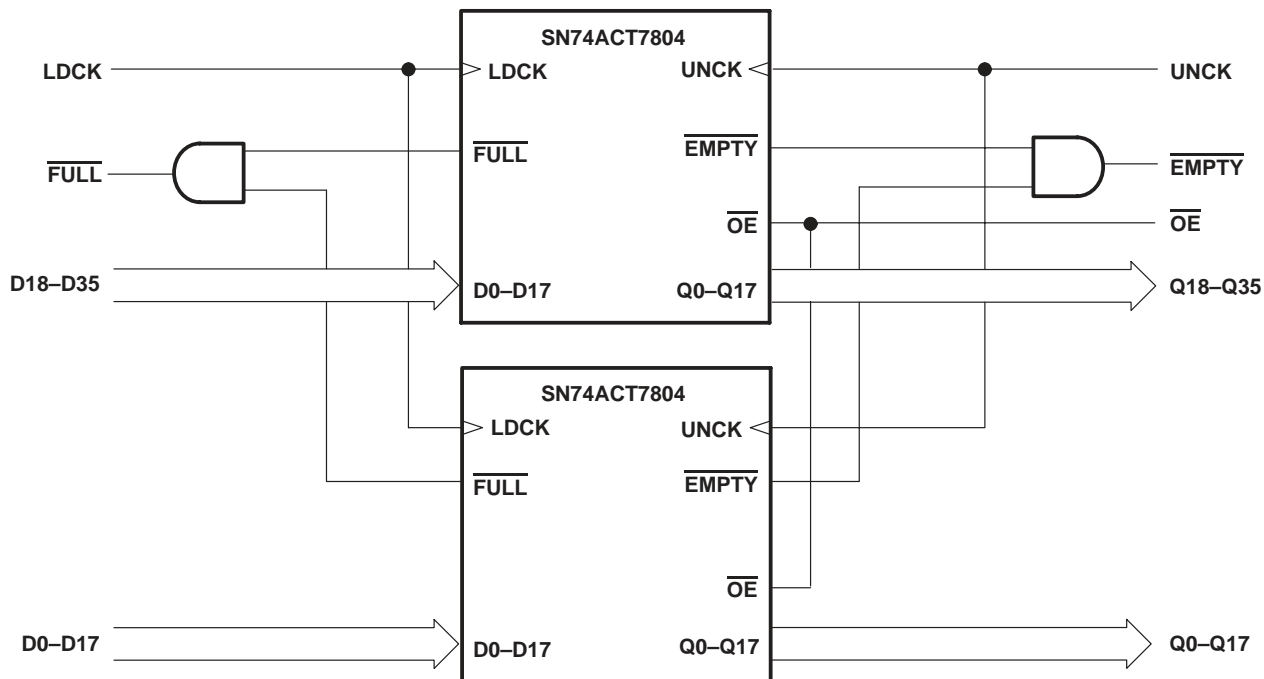 SN74ACT7804
LDCK
LDCK
UNCK
UNCK
FULL
FULL
EMPTY
EMPTY
OE
OE
D18–D35
D0–D17
Q0–Q17
Q18–Q35
SN74ACT7804
LDCK
UNCK
FULL
EMPTY
OE
D0–D17
D0–D17
Q0–Q17
Q0–Q17